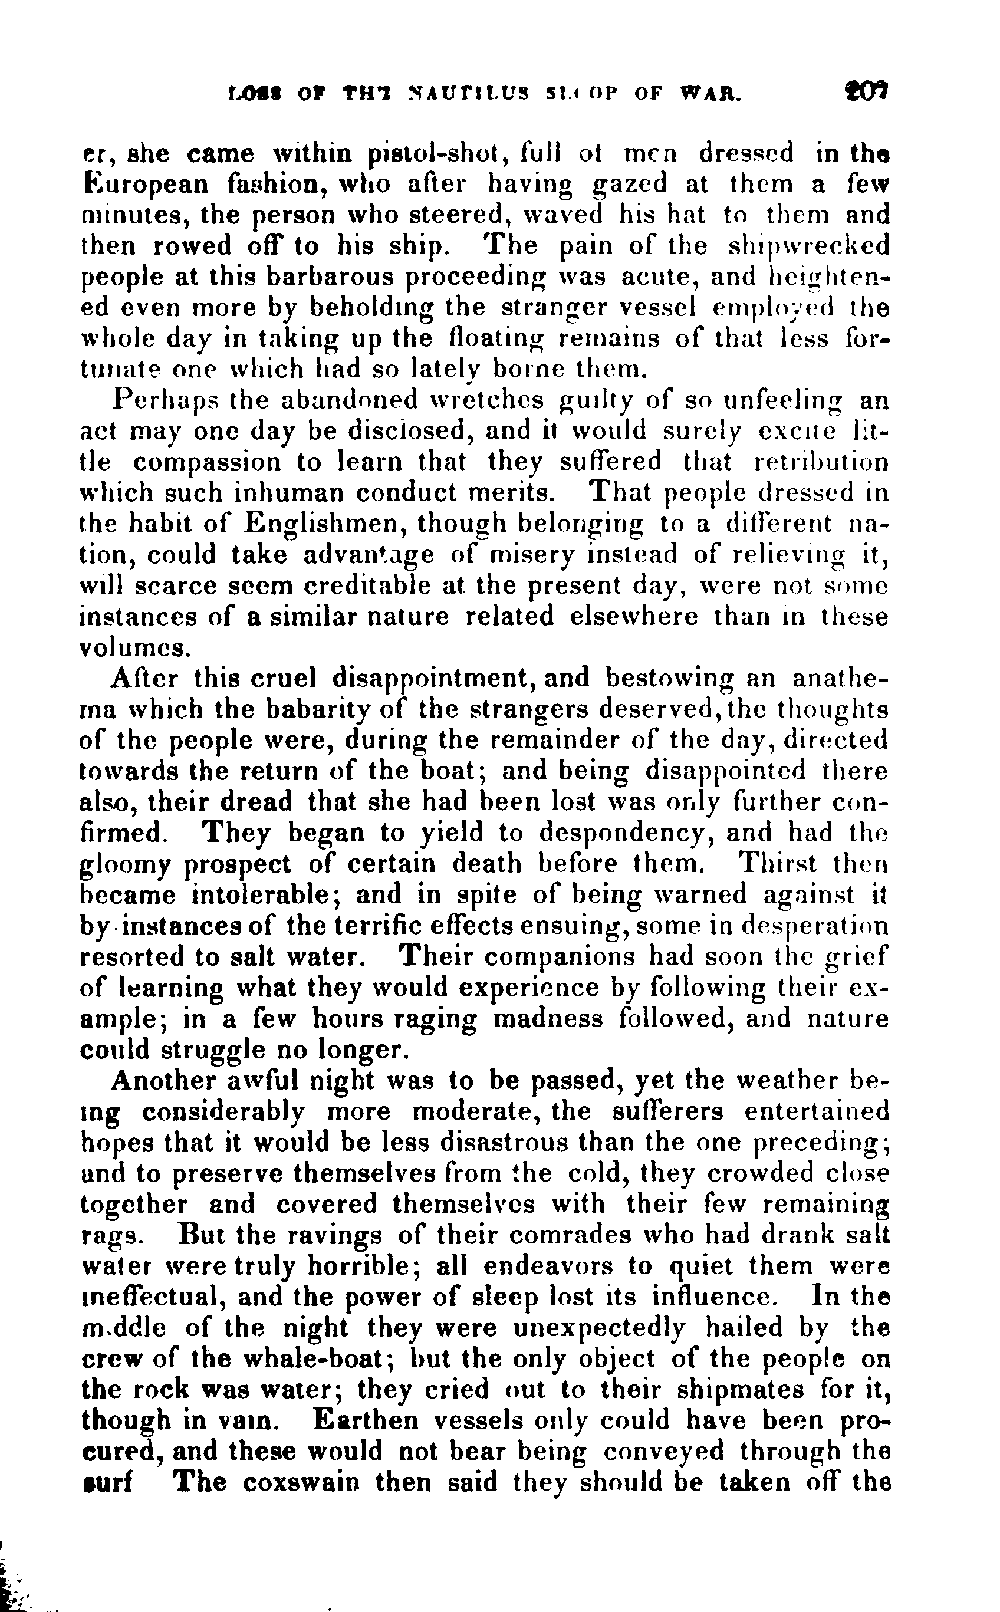 LOSS OF THE NAUTILUS SLOOP OF WAR. 207
er, she came within pistol-shot, full of men dressed in the
European fashion, who after having gazed at them a few
minutes, the person who steered, waved his hat to them and
then rowed off to his ship. The pain of the shipwrecked
people at this barbarous proceeding was acute, and heighten-
ed even more by beholding the stranger vessel employed the
whole day in taking up the floating remains of that less for-
tunate one which had so lately borne them.
Perhaps the abandoned wretches guilty of so unfeeling an
act may one day be disclosed, and it would surely excite lit-
tle compassion to learn that they suffered that retribution
which such inhuman conduct merits. That people dressed in
the habit of Englishmen, though belonging to a different na-
tion, could take advantage of misery instead of relieving it,
will scarce seem creditable at the present day, were not some
instances of a similar nature related elsewhere than in these
volumes.
After this cruel disappointment, and bestowing an anathe-
ma which the babarity of the strangers deserved, the thoughts
of the people were, during the remainder of the day, directed
towards the return of the boat; and being disappointed there
also, their dread that she had been lost was only further con-
firmed. They began to yield to despondency, and had the
gloomy prospect of certain death before them. Thirst then
became intolerable; and in spite of being warned against it
by instances of the terrific effects ensuing, some in desperation
resorted to salt water. Their companions had soon the grief
of learning what they would experience by following their ex-
ample; in a few hours raging madness followed, and nature
could struggle no longer.
Another awful night was to be passed, yet the weather be-
ing considerably more moderate, the sufferers entertained
hopes that it would be less disastrous than the one preceding;
and to preserve themselves from the cold, they crowded close
together and covered themselves with their few remaining
rags. But the ravings of their comrades who had drank salt
water were truly horrible; all endeavors to quiet them were
ineffectual, and the power of sleep lost its influence. In the
middle of the night they were unexpectedly hailed by the
crew of the whale-boat; but the only object of the people on
the rock was water; they cried out to their shipmates for it,
though in vain. Earthen vessels only could have been pro-
cured, and these would not bear being conveyed through the
surf The coxswain then said they should be taken off the